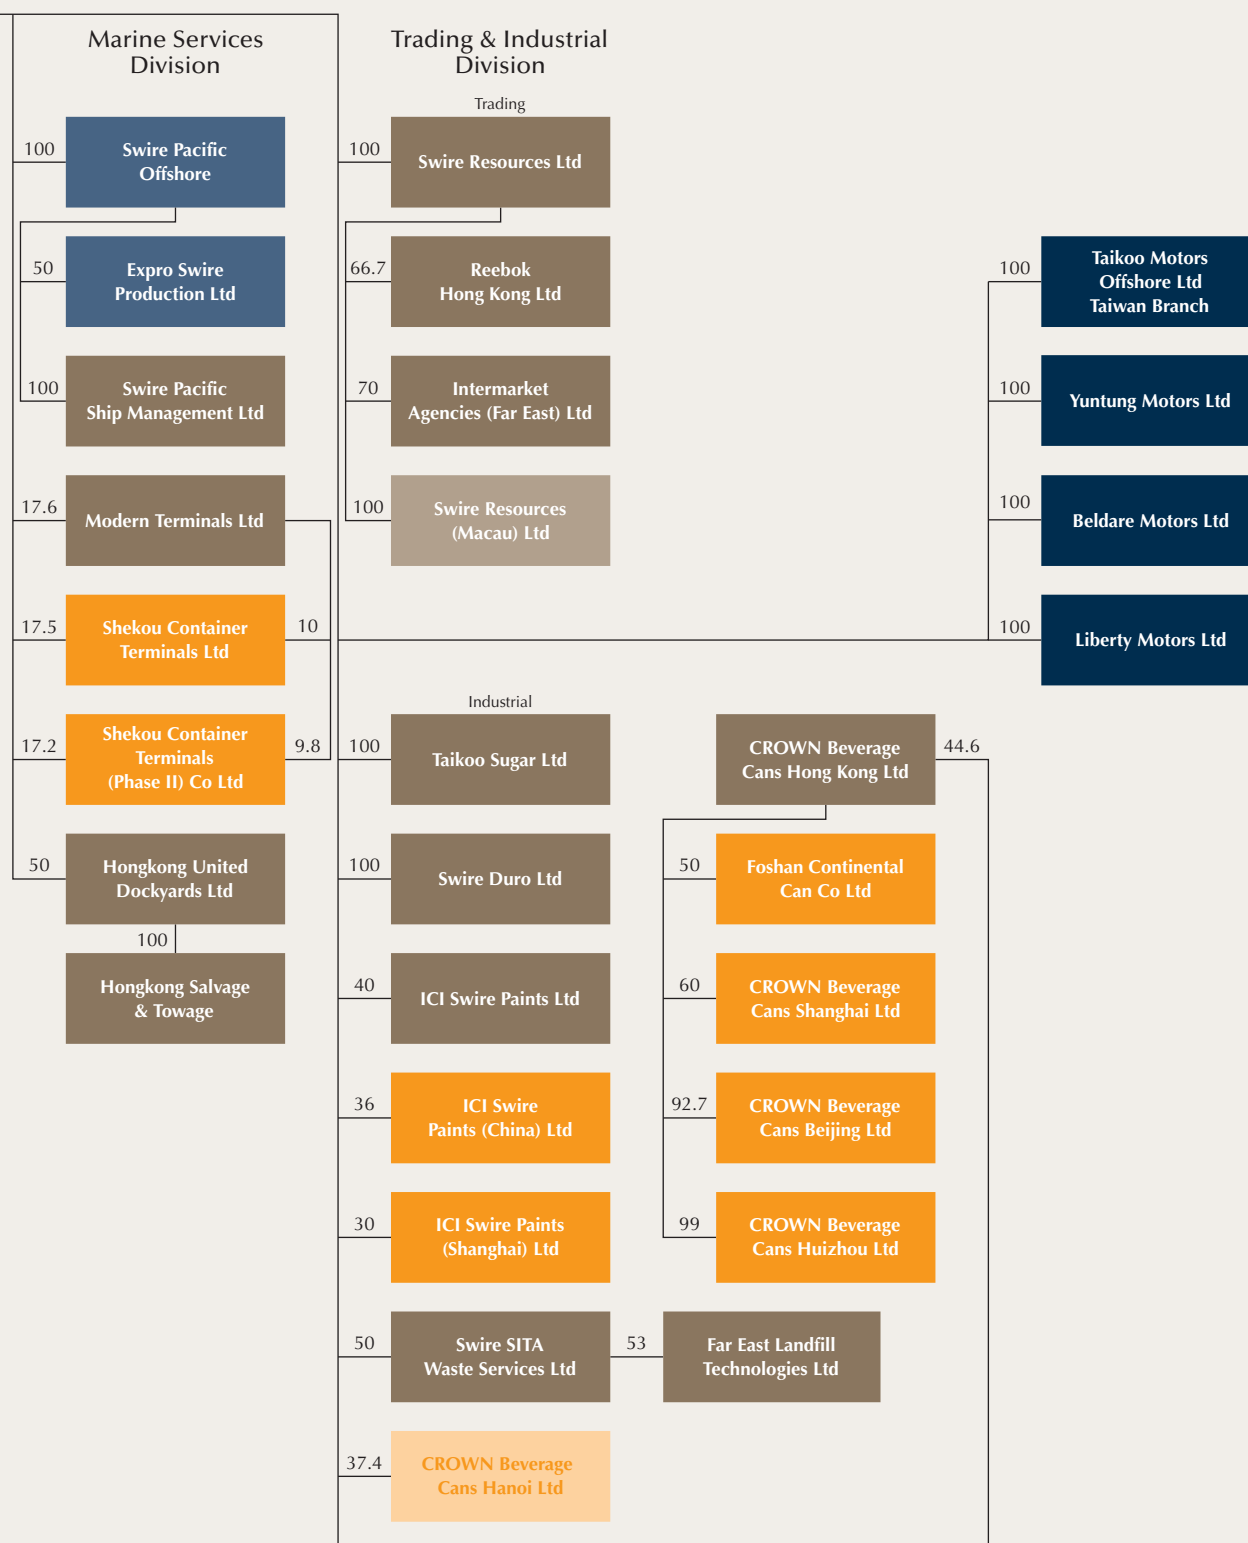 Marine Services
Division
100
Swire Pacific
Offshore
50
Expro Swire
Production Ltd
100
Swire Pacific
Ship Management Ltd
17.6
Modern Terminals Ltd
17.5
Shekou Container
Terminals Ltd
10
17.2
Shekou Container
Terminals
(Phase II) Co Ltd
9.8
50
Hongkong United
Dockyards Ltd
100
Hongkong Salvage
& Towage
Trading & Industrial
Division
Trading
100
Swire Resources Ltd
66.7
Reebok
Hong Kong Ltd
70
Intermarket
Agencies (Far East) Ltd
100
Swire Resources
(Macau) Ltd
100
Taikoo Motors
Offshore Ltd
Taiwan Branch
100
Yuntung Motors Ltd
100
Beldare Motors Ltd
100
Liberty Motors Ltd
Industrial
100
Taikoo Sugar Ltd
100
Swire Duro Ltd
40
ICI Swire Paints Ltd
36
ICI Swire
Paints (China) Ltd
30
ICI Swire Paints
(Shanghai) Ltd
50
Swire SITA
Waste Services Ltd
53
Far East Landfill
Technologies Ltd
37.4
CROWN Beverage
Cans Hanoi Ltd
CROWN Beverage
Cans Hong Kong Ltd
44.6
50
Foshan Continental
Can Co Ltd
60
CROWN Beverage
Cans Shanghai Ltd
92.7
CROWN Beverage
Cans Beijing Ltd
99
CROWN Beverage
Cans Huizhou Ltd